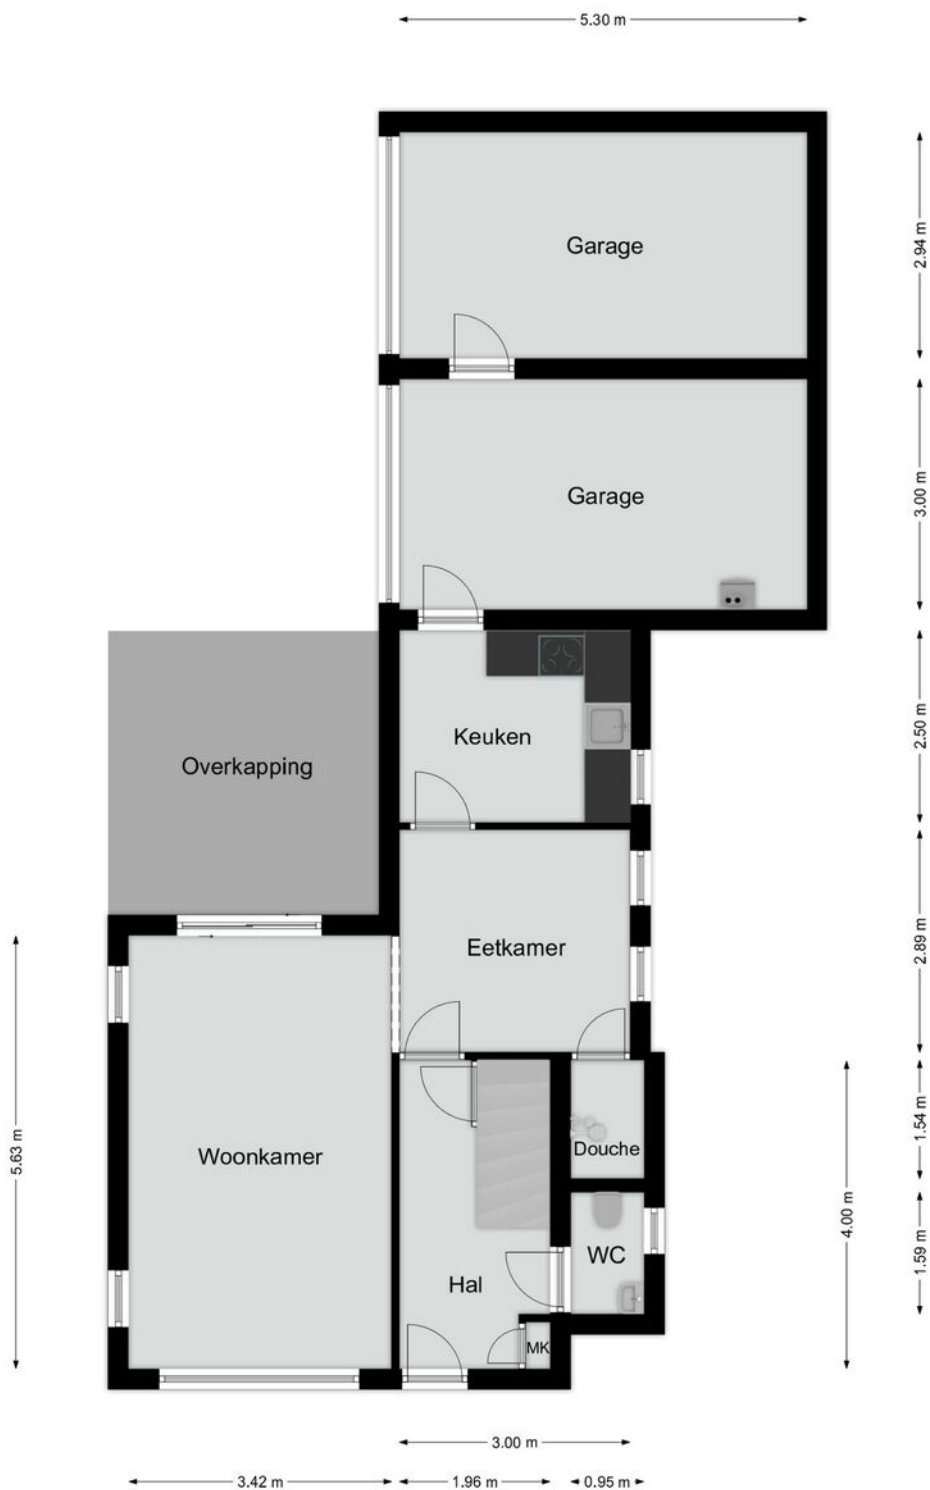 5.30 m
Garage
2.94 m
Garage
3.00 m
Keuken
2.50 m
Overkapping
Eetkamer
2.89 m
Woonkamer
5.63 m
Douche
1.54 m
4.00 m
WC
1.59 m
Hal
MK
3.00 m
3.42 m
1.96 m
0.95 m